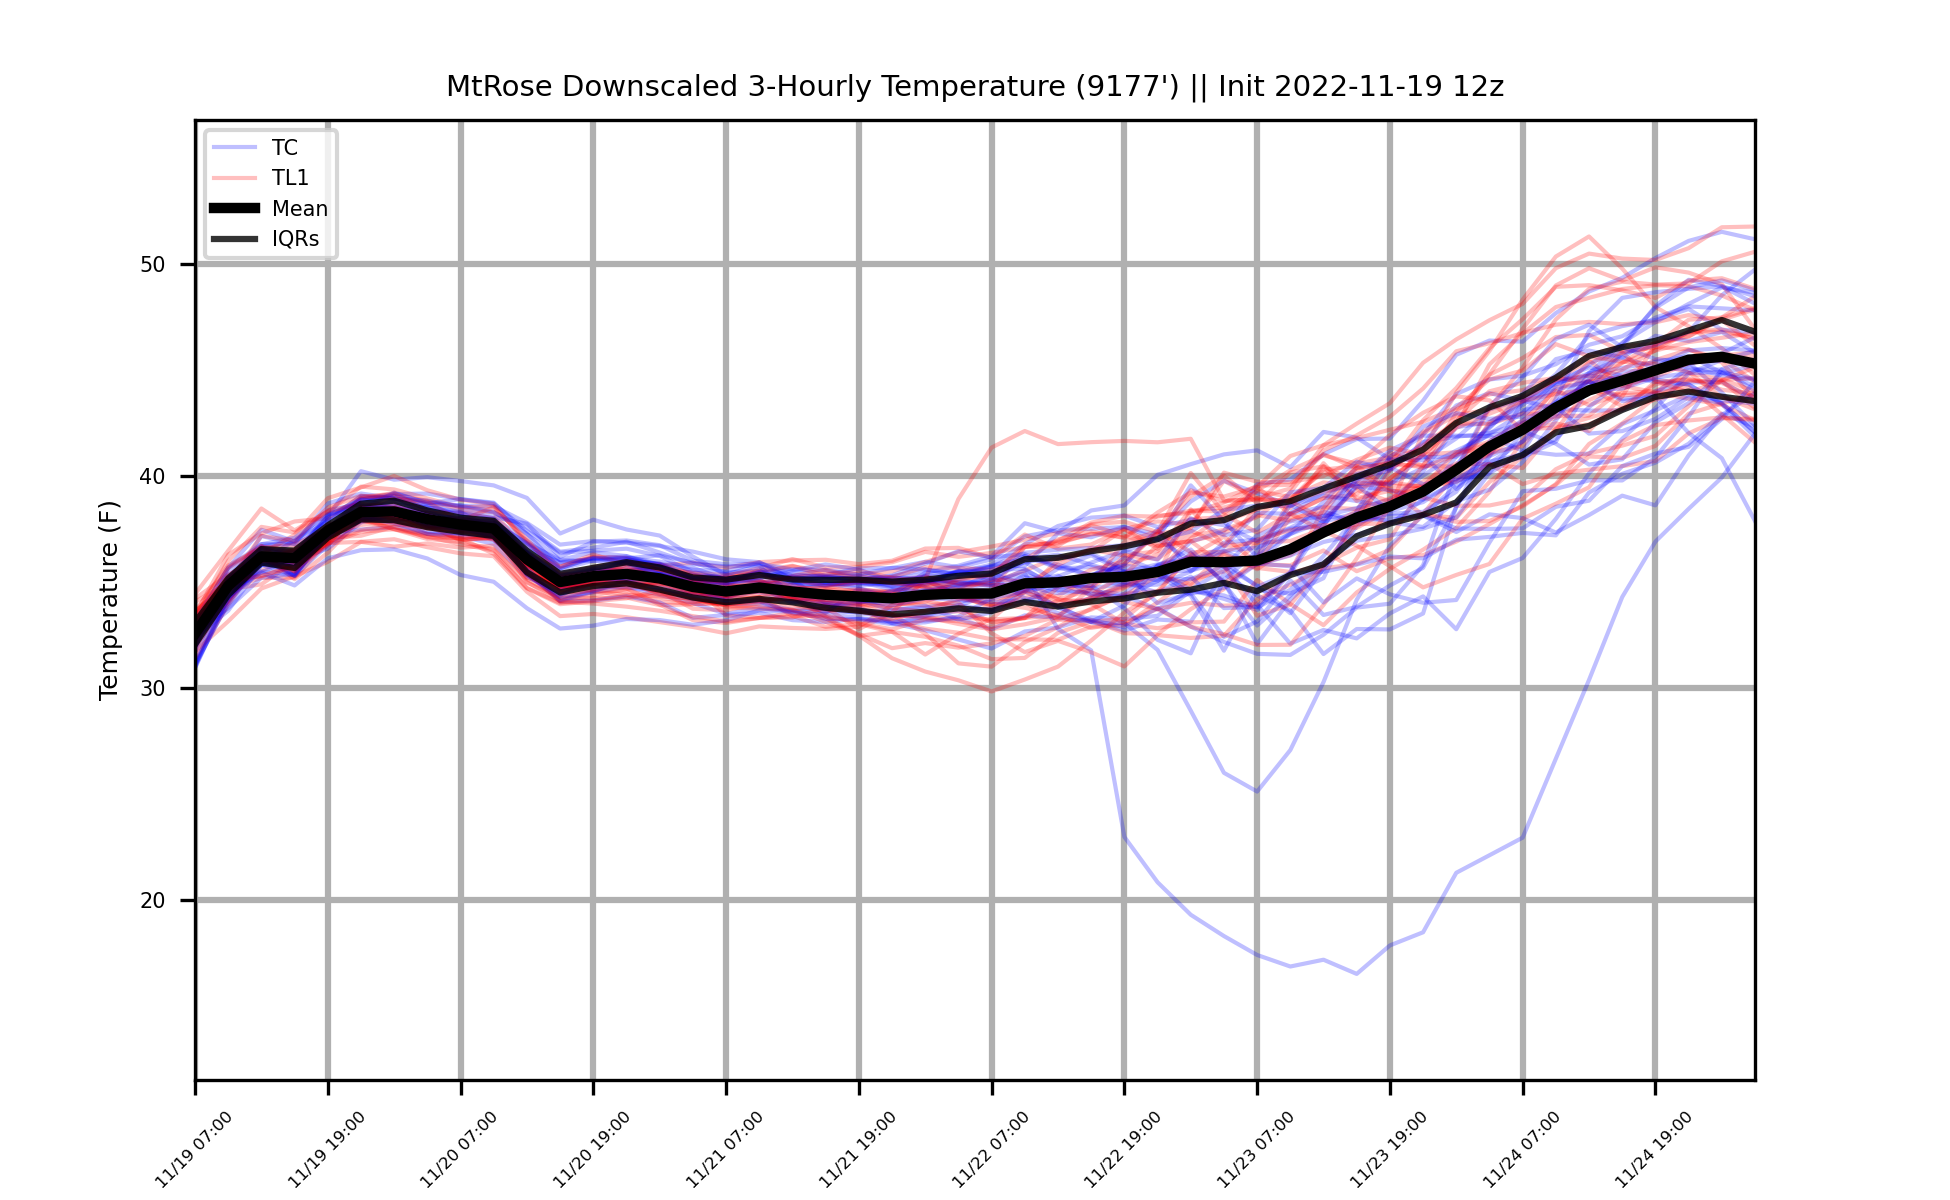 MtRose Downscaled 3-Hourly Temperature (9177') || Init 2022-11-19 12z
TC
TL1
Mean
IQRs
Temperature (F)
50
40
30
20
11/19 07:00
11/19 19:00
11/20 07:00
11/20 19:00
11/21 07:00
11/21 19:00
11/22 07:00
11/22 19:00
11/23 07:00
11/23 19:00
11/24 07:00
11/24 19:00